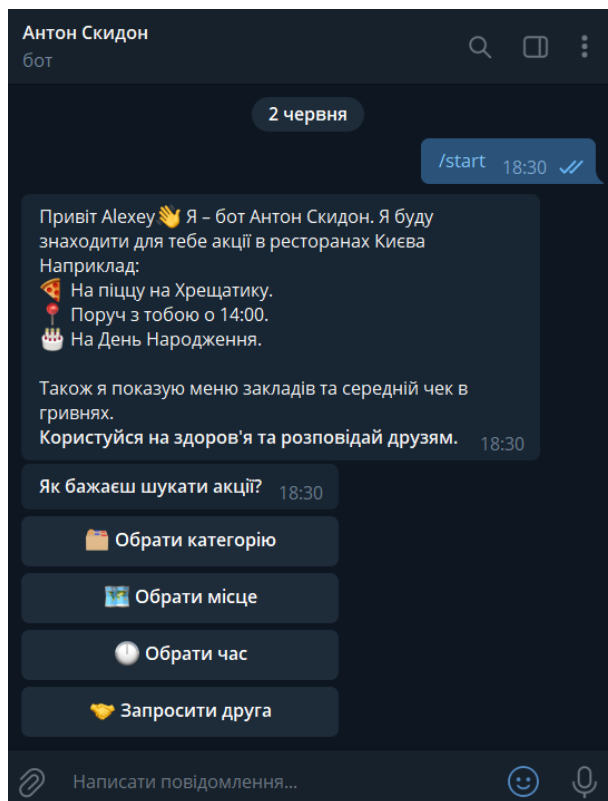 Антон Скидон
бот
2 червня
/start 18:30
Привіт Alexey👋 Я – бот Антон Скидон. Я буду
знаходити для тебе акції в ресторанах Києва
Наприклад:
🍕 На піццу на Хрещатику.
📍 Поруч з тобою о 14:00.
🎂 На День Народження.
Також я показую меню закладів та середній чек в
гривнях.
Користуйся на здоров'я та розповідай друзям. 18:30
Як бажаєш шукати акції? 18:30
🗂 Обрати категорію
🗺 Обрати місце
🕛 Обрати час
🤝 Запросити друга
Написати повідомлення...